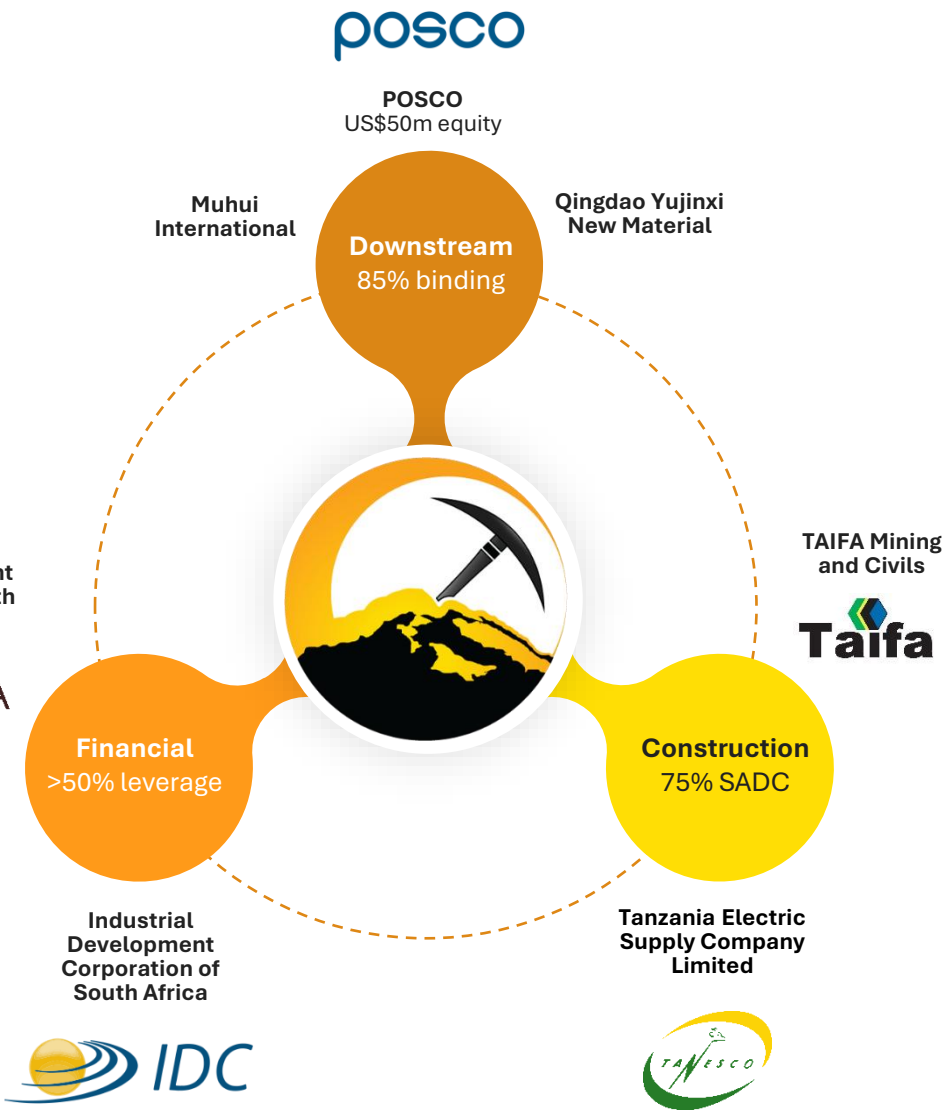 posco
POSCO
US$50m equity
Muhui
International
Qingdao Yujinxi
New Material
Downstream
85% binding
TAIFA Mining
and Civils
Taifa
Financial
>50% leverage
Construction
75% SADC
Industrial
Development
Corporation of
South Africa
IDC
Tanzania Electric
Supply Company
Limited
TANESCO